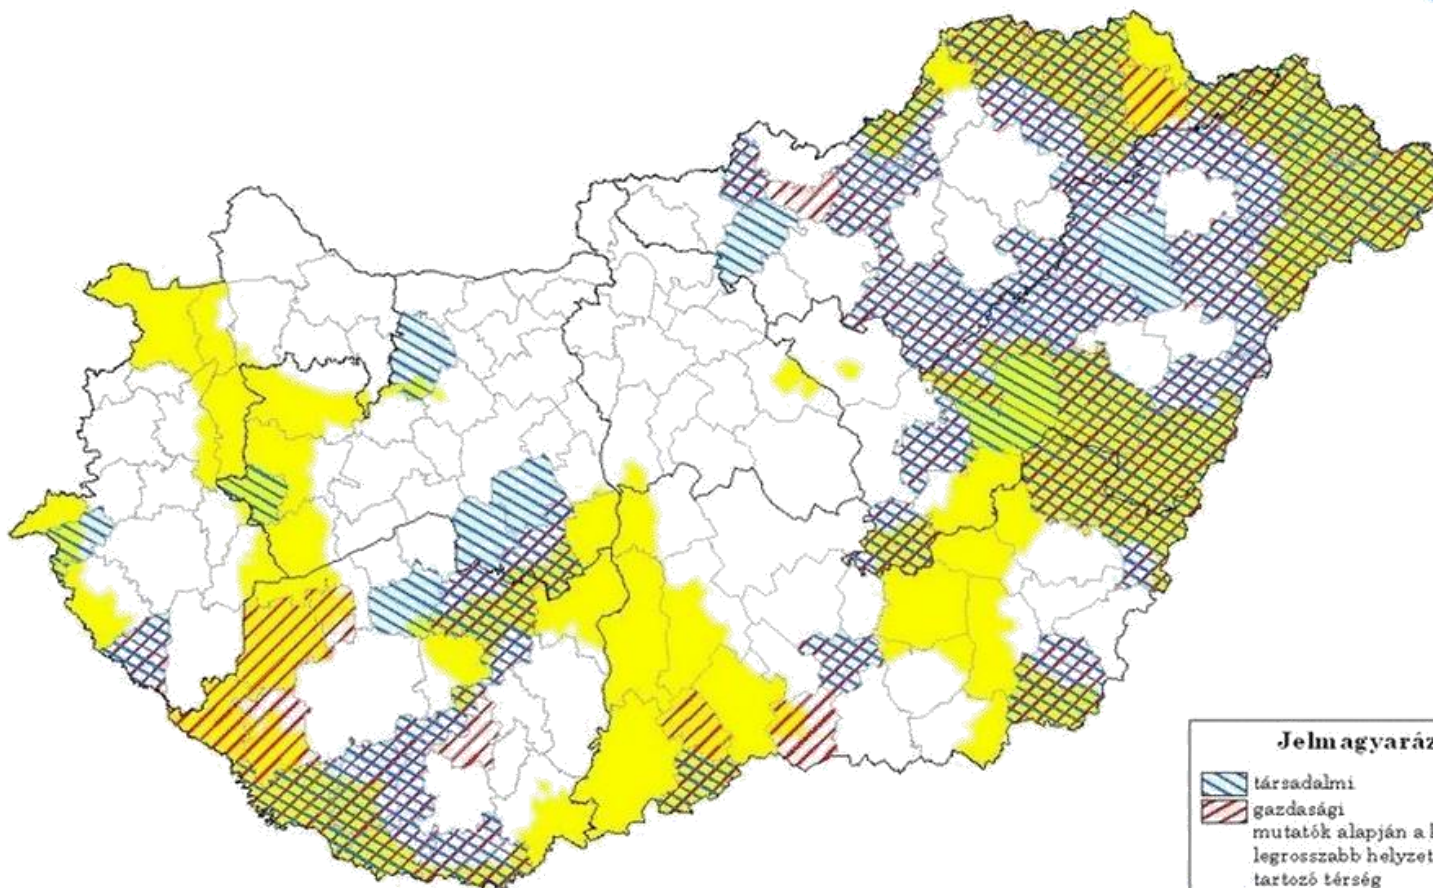 Jelmagyaráz
társadalmi
gazdasági
mutatók alapján a
legrosszabb helyzet
tartozó térség